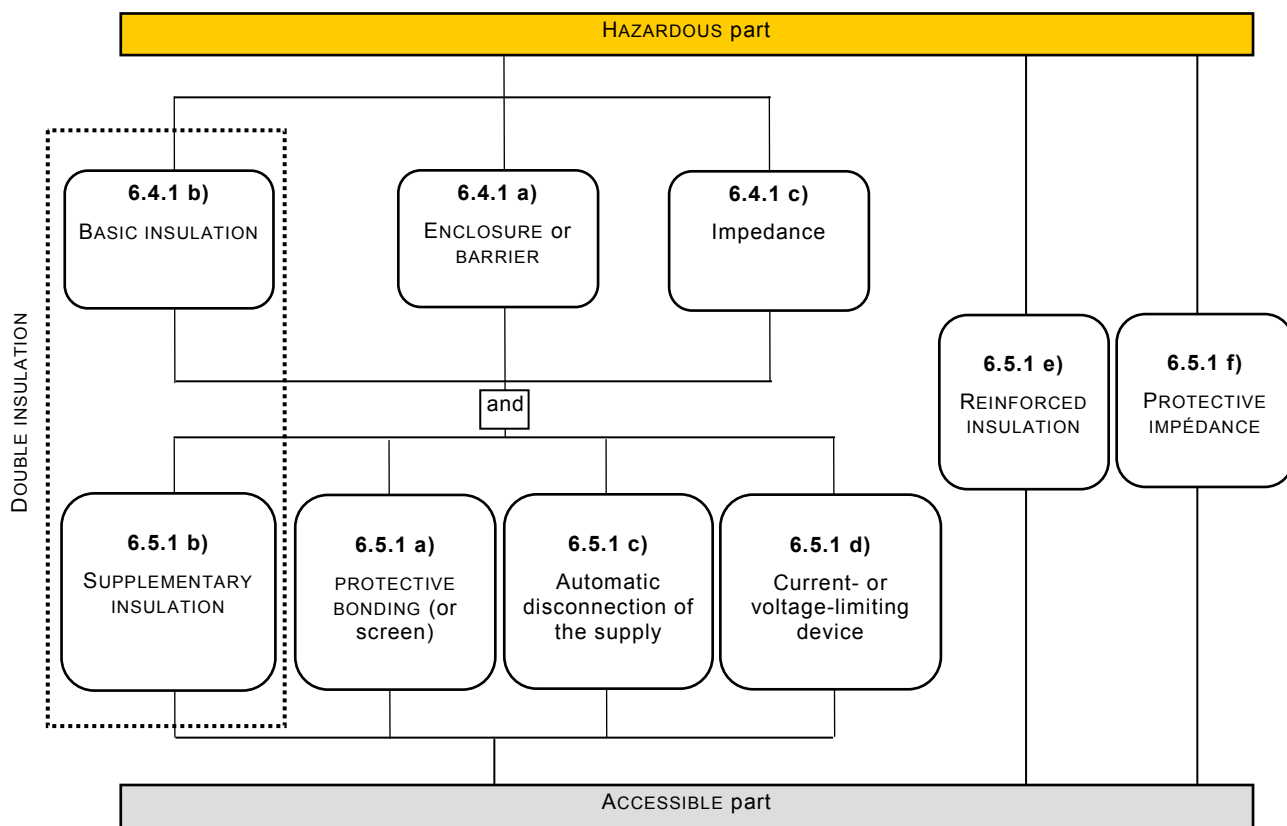 HAZARDOUS part
6.4.1 b)
BASIC INSULATION
6.4.1 a)
ENCLOSURE or
BARRIER
6.4.1 c)
Impedance
DOUBLE INSULATION
6.5.1 e)
REINFORCED
INSULATION
6.5.1 f)
PROTECTIVE
IMPÉDANCE
and
6.5.1 b)
SUPPLEMENTARY
INSULATION
6.5.1 a)
PROTECTIVE
BONDING (or
screen)
6.5.1 c)
Automatic
disconnection of
the supply
6.5.1 d)
Current- or
voltage-limiting
device
ACCESSIBLE part